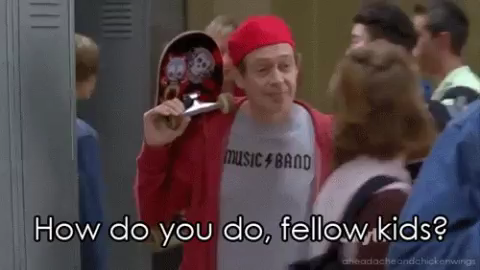 MUSIC⚡BAND
How do you do, fellow kids?
aheadacheandchickenwings